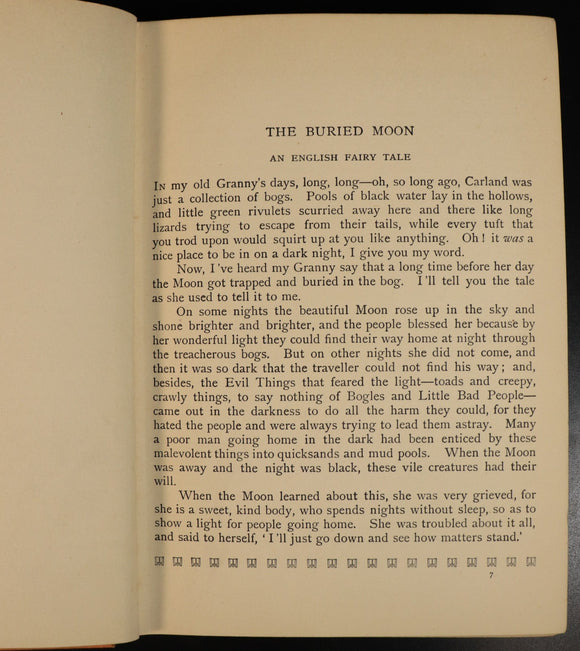 THE BURIED MOON
AN ENGLISH FAIRY TALE
IN my old Granny's days, long, long—oh, so long ago, Carland was
just a collection of bogs. Pools of black water lay in the hollows,
and little green rivulets scurried away here and there like long
lizards trying to escape from their tails, while every tuft that
you trod upon would squirt up at you like anything. Oh! it was a
nice place to be in on a dark night, I give you my word.
Now, I've heard my Granny say that a long time before her day
the Moon got trapped and buried in the bog. I'll tell you the tale
as she used to tell it to me.
On some nights the beautiful Moon rose up in the sky and
shone brighter and brighter, and the people blessed her because by
her wonderful light they could find their way home at night through
the treacherous bogs. But on other nights she did not come, and
then it was so dark that the traveller could not find his way; and,
besides, the Evil Things that feared the light—toads and creepy,
crawly things, to say nothing of Bogles and Little Bad People—
came out in the darkness to do all the harm they could, for they
hated the people and were always trying to lead them astray. Many
a poor man going home in the dark had been enticed by these
malevolent things into quicksands and mud pools. When the Moon
was away and the night was black, these vile creatures had their
will.
When the Moon learned about this, she was very grieved, for
she is a sweet, kind body, who spends nights without sleep, so as to
show a light for people going home. She was troubled about it all,
and said to herself, 'I'll just go down and see how matters stand.'
7